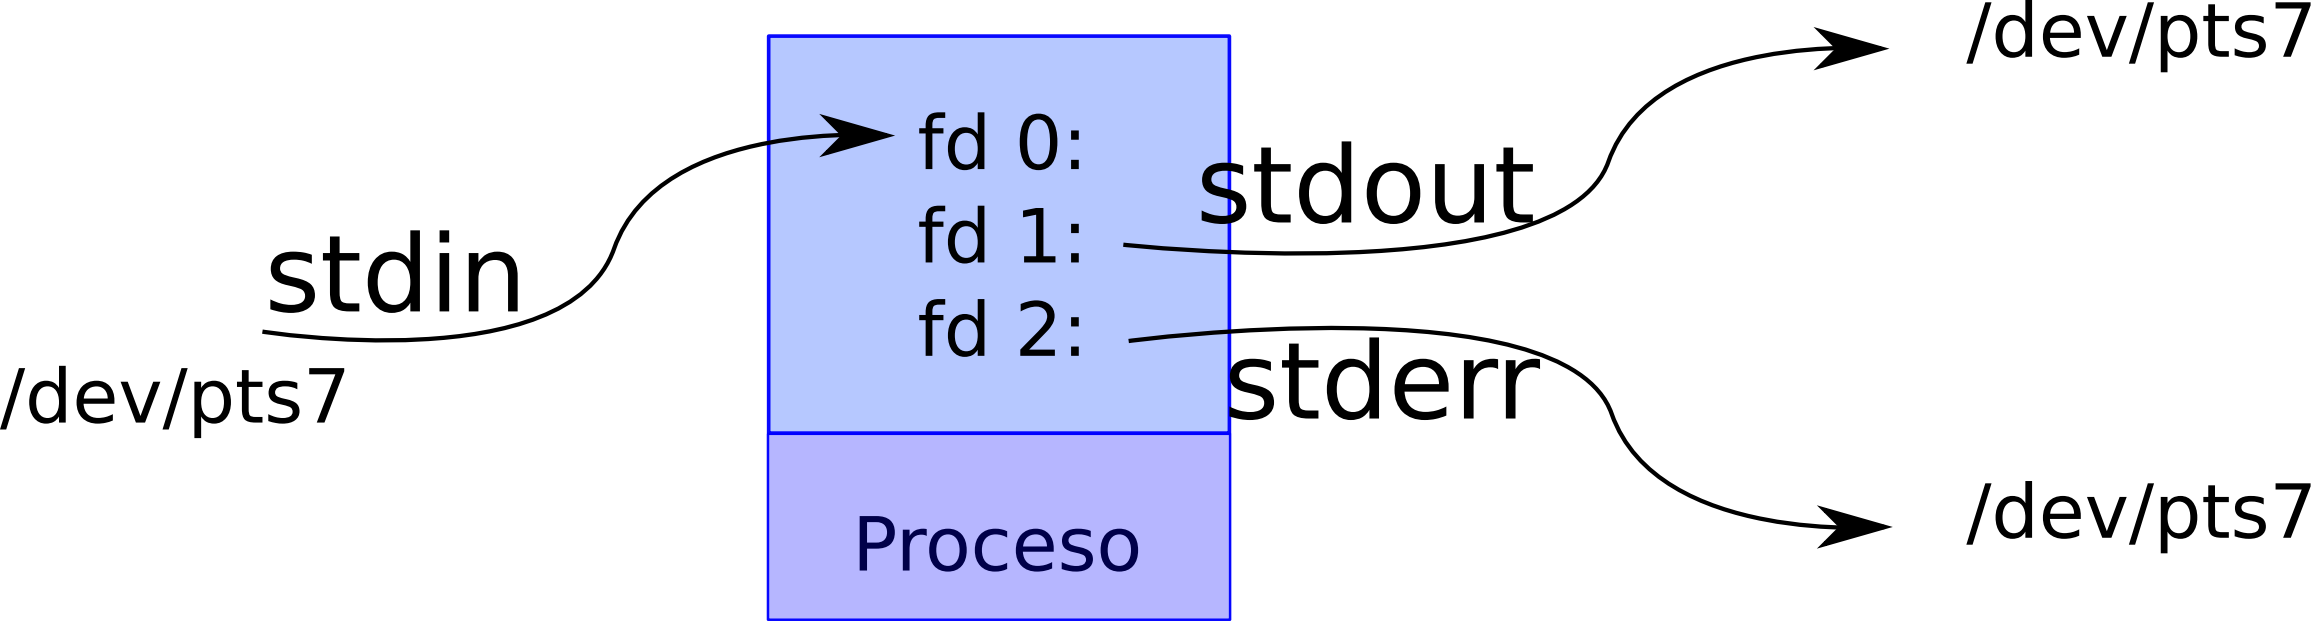 /dev/pts7
fd 0:
stdout
fd 1:
stdin
fd 2:
stderr
/dev/pts7
Proceso
/dev/pts7